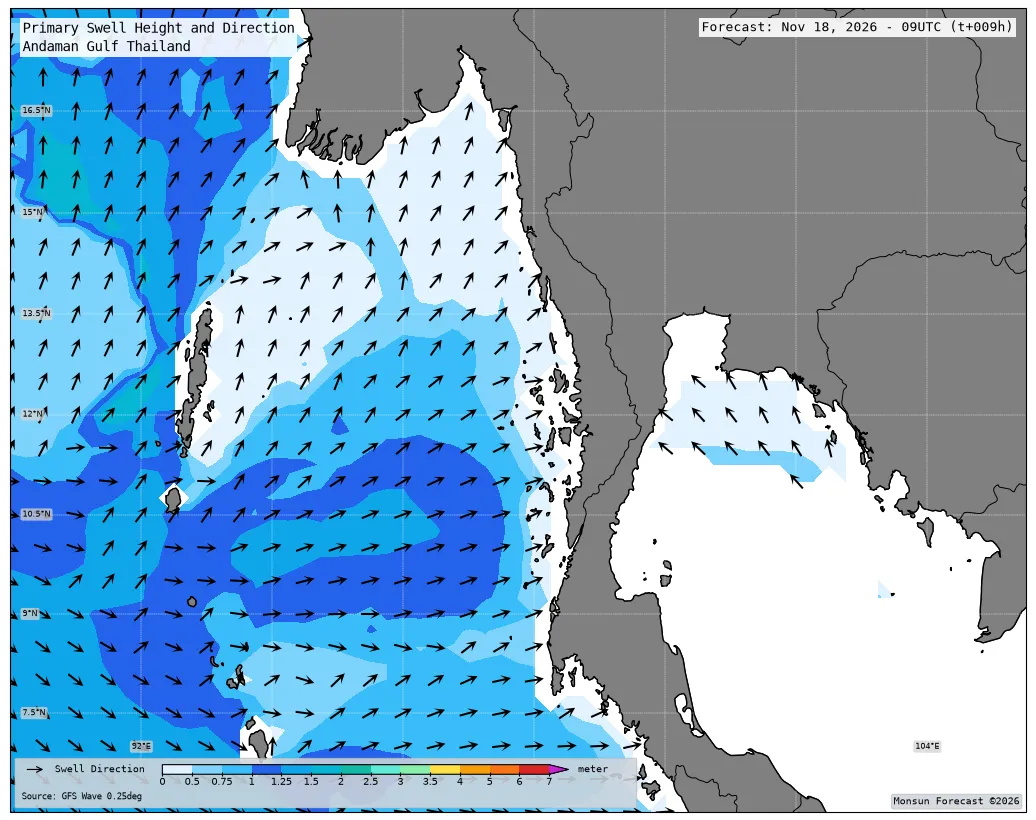 Primary Swell Height and Direction
Andaman Gulf Thailand
Forecast: Nov 18, 2026 - 09UTC (t+009h)
16.5°N
15°N
13.5°N
12°N
10.5°N
9°N
7.5°N
92°E
104°E
Swell Direction
meter
0 0.5 0.75 1.25 1.5 2 2.5 3 3.5 4 5 6 7
Source: GFS Wave 0.25deg
Monsun Forecast ©2026